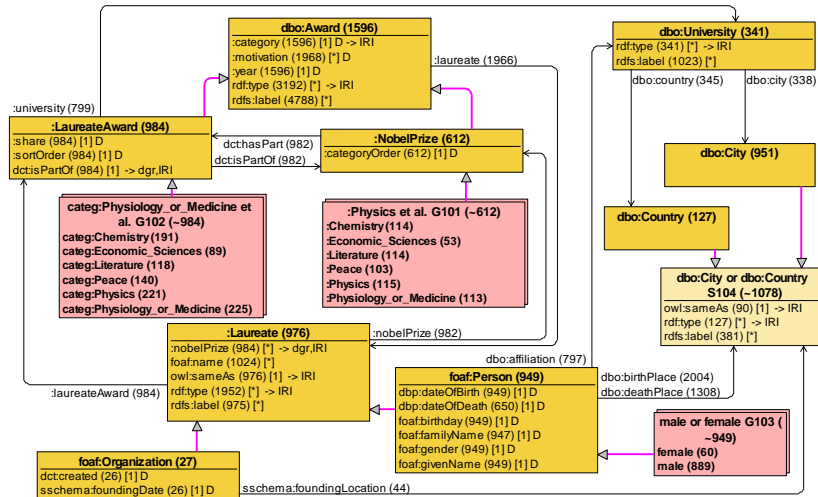 dbo:Award (1596)
:category (1596) [1] D -> IRI
:motivation (1968) [*] D
:year (1596) [1] D
rdf:type (3192) [*] -> IRI
rdfs:label (4788) [*]
:laureate (1966)
dbo:University (341)
rdf:type (341) [*] -> IRI
rdfs:label (1023) [*]
dbo:country (345)
dbo:city (338)
:university (799)
:LaureateAward (984)
:share (984) [1] D
:sortOrder (984) [1] D
dct:isPartOf (984) [1] -> dgr,IRI
dct:hasPart (982)
dct:isPartOf (982)
:NobelPrize (612)
:categoryOrder (612) [1] D
dbo:City (951)
dbo:Country (127)
categ:Physiology_or_Medicine et
al. G102 (~984)
categ:Chemistry (191)
categ:Economic_Sciences (89)
categ:Literature (118)
categ:Peace (140)
categ:Physics (221)
categ:Physiology_or_Medicine (225)
:Physics et al. G101 (~612)
:Chemistry (114)
:Economic_Sciences (53)
:Literature (114)
:Peace (103)
:Physics (115)
:Physiology_or_Medicine (113)
dbo:City or dbo:Country
S104 (~1078)
owl:sameAs (90) [1] -> IRI
rdf:type (127) [*] -> IRI
rdfs:label (381) [*]
:Laureate (976)
:nobelPrize (984) [*] -> dgr,IRI
foaf:name (1024) [*]
owl:sameAs (976) [1] -> IRI
rdf:type (1952) [*] -> IRI
rdfs:label (975) [*]
:nobelPrize (982)
:laureateAward (984)
dbo:affiliation (797)
foaf:Person (949)
dbp:dateOfBirth (949) [1] D
dbp:dateOfDeath (650) [1] D
foaf:birthday (949) [1] D
foaf:familyName (947) [1] D
foaf:gender (949) [1] D
foaf:givenName (949) [1] D
dbo:birthPlace (2004)
dbo:deathPlace (1308)
male or female G103 (
~949)
female (60)
male (889)
foaf:Organization (27)
dct:created (26) [1] D
sschema:foundingDate (26) [1] D
sschema:foundingLocation (44)